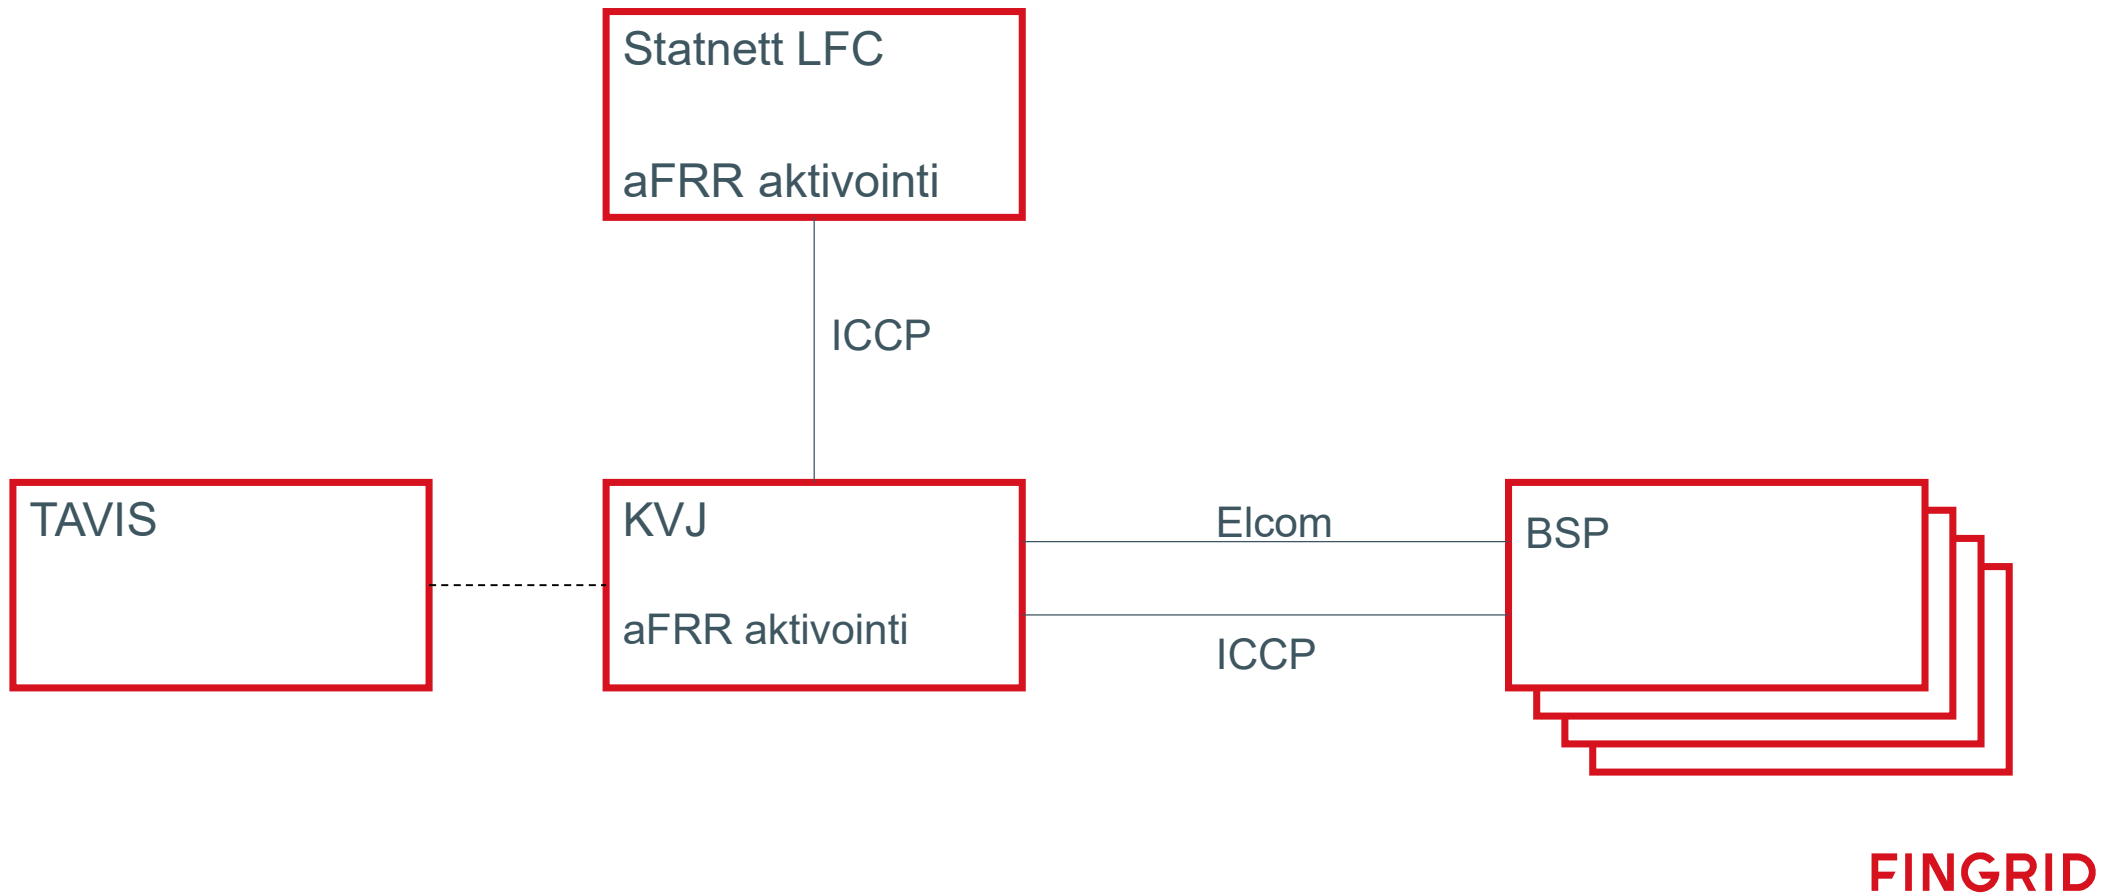 Statnett LFC
aFRR aktivointi
ICCP
TAVIS
KVJ
aFRR aktivointi
Elcom
ICCP
BSP
FINGRID